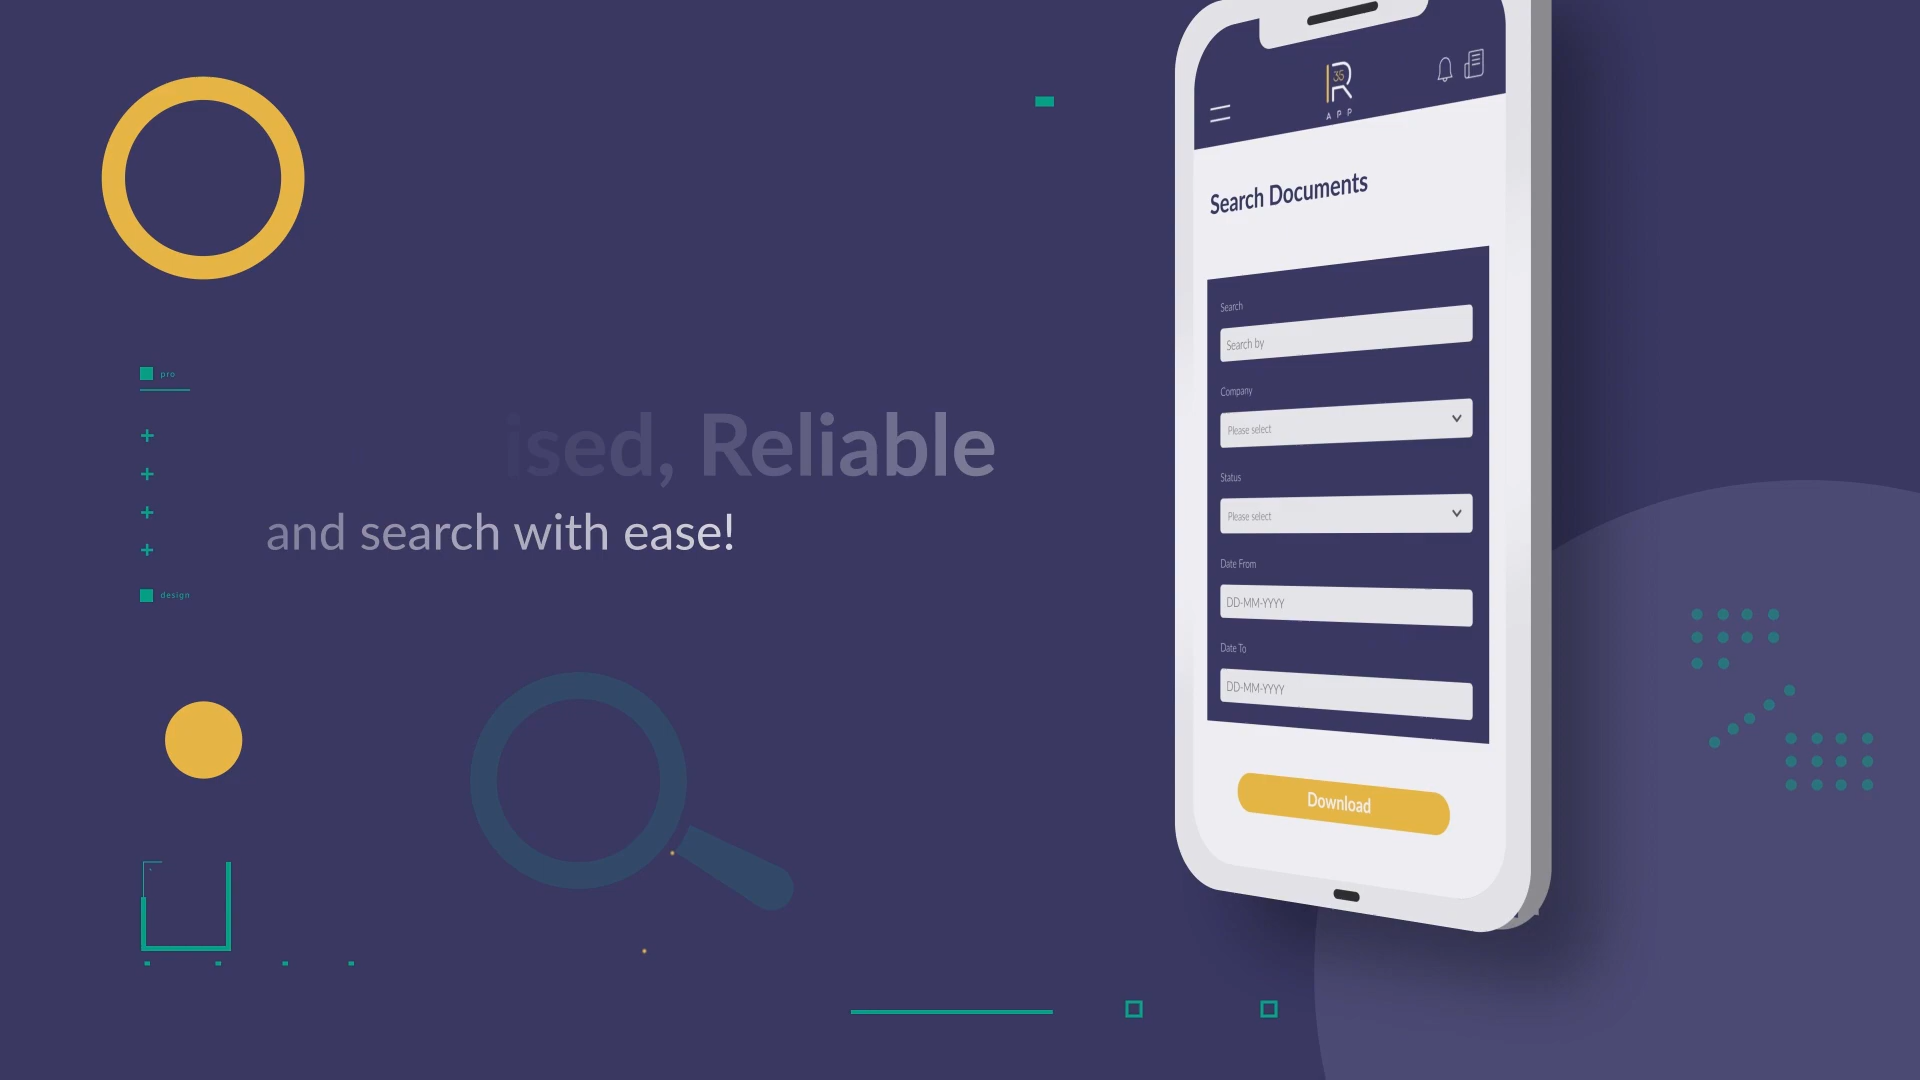 pro
ised, Reliable
and search with ease!
design
35
R
APP
Search Documents
Search
Search by
Company
Please select
Status
Please select
Date From
DD-MM-YYYY
Date To
DD-MM-YYYY
Download